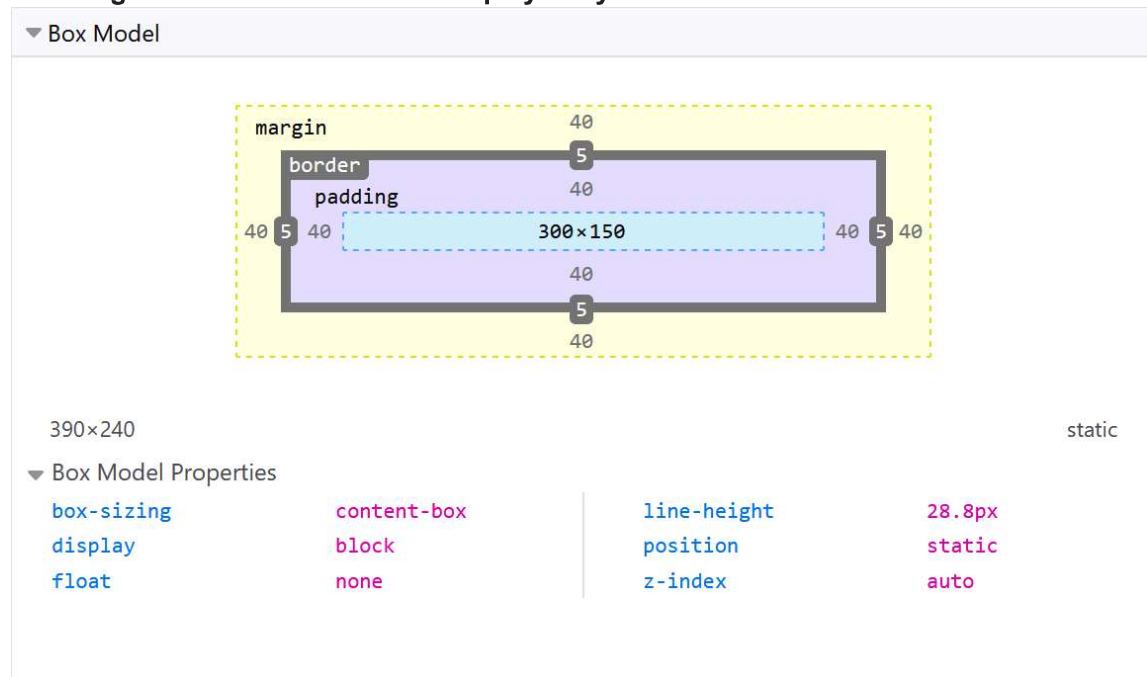 Box Model
margin 40
border 5
padding 40
40 5 40 300×150 40 5 40
40
5
40
390×240 static
Box Model Properties
box-sizing content-box line-height 28.8px
display block position static
float none z-index auto